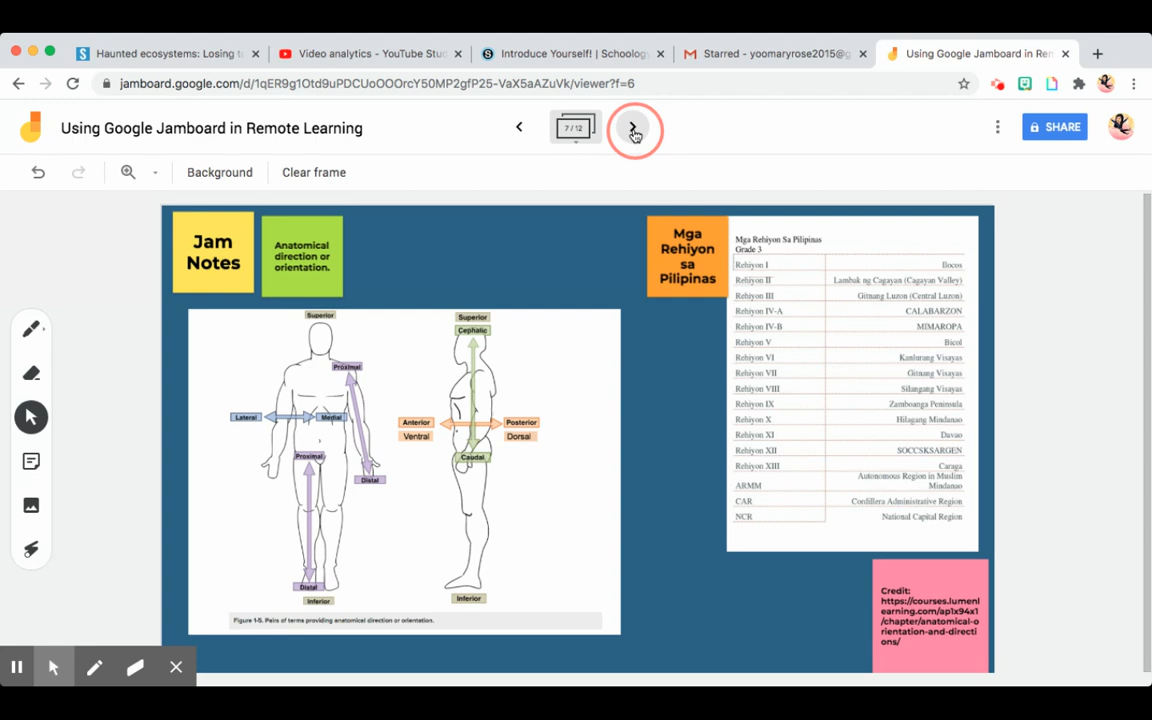 Haunted ecosystems: Losing t
Video analytics - YouTube Stu
Introduce Yourself! | Schoology
Starred - yoomaryrose2015@g
Using Google Jamboard in Rem
jamboard.google.com/d/1qER9g1Otd9uPDCUoOOOrcY50MP2gfP25-VaX5aAZuVk/viewer?f=6
Using Google Jamboard in Remote Learning
7 / 12
SHARE
Background
Clear frame
Jam
Notes
Anatomical
direction or
orientation.
Superior
Proximal
Lateral
Medial
Proximal
Distal
Distal
Inferior
Superior
Cephalic
Anterior
Posterior
Ventral
Dorsal
Caudal
Inferior
Figure 1-5. Pairs of terms providing anatomical direction or orientation.
Mga
Rehiyon
sa
Pilipinas
Mga Rehiyon Sa Pilipinas
Grade 3
Rehiyon I Ilocos
Rehiyon II Lambak ng Cagayan (Cagayan Valley)
Rehiyon III Gitnang Luzon (Central Luzon)
Rehiyon IV-A CALABARZON
Rehiyon IV-B MIMAROPA
Rehiyon V Bicol
Rehiyon VI Kanlurang Visayas
Rehiyon VII Gitnang Visayas
Rehiyon VIII Silangang Visayas
Rehiyon IX Zamboanga Peninsula
Rehiyon X Hilagang Mindanao
Rehiyon XI Davao
Rehiyon XII SOCCSKSARGEN
Rehiyon XIII Caraga
ARMM Autonomous Region in Muslim
Mindanao
CAR Cordillera Administrative Region
NCR National Capital Region
Credit:
https://courses.lumenl
earning.com/ap1x94x1
/chapter/anatomical-o
rientation-and-directi
ons/